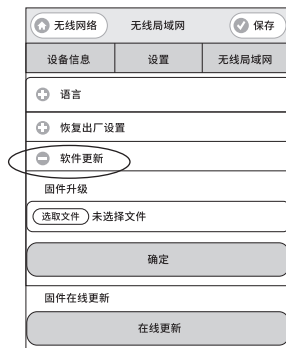 无线网络 无线局域网 保存
设备信息 设置 无线局域网
语言
恢复出厂设置
软件更新
固件升级
选取文件 未选择文件
确定
固件在线更新
在线更新